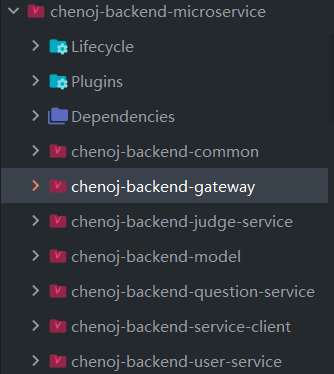 chenoj-backend-microservice
Lifecycle
Plugins
Dependencies
chenoj-backend-common
chenoj-backend-gateway
chenoj-backend-judge-service
chenoj-backend-model
chenoj-backend-question-service
chenoj-backend-service-client
chenoj-backend-user-service